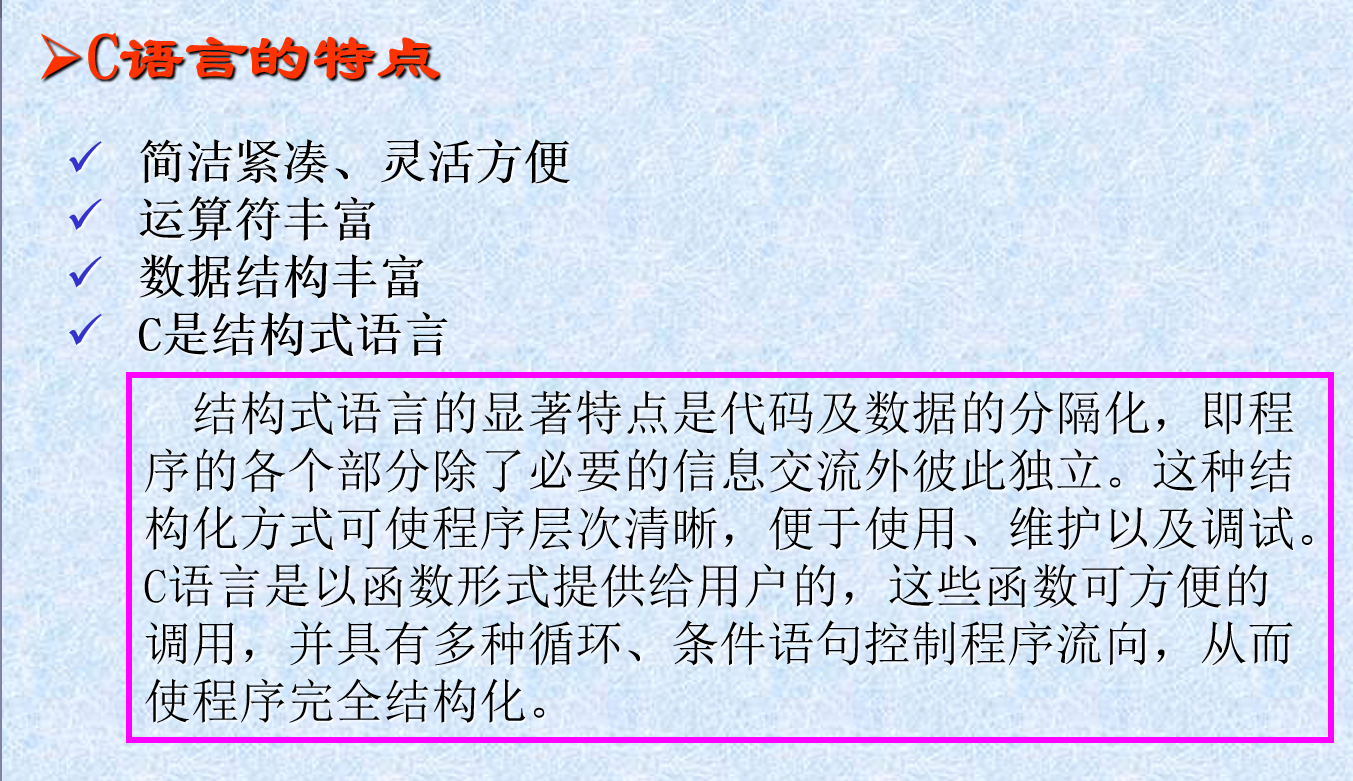 C语言的特点
简洁紧凑、灵活方便
运算符丰富
数据结构丰富
C是结构式语言
结构式语言的显著特点是代码及数据的分隔化，即程
序的各个部分除了必要的信息交流外彼此独立。这种结
构化方式可使程序层次清晰，便于使用、维护以及调试。
C语言是以函数形式提供给用户的，这些函数可方便的
调用，并具有多种循环、条件语句控制程序流向，从而
使程序完全结构化。